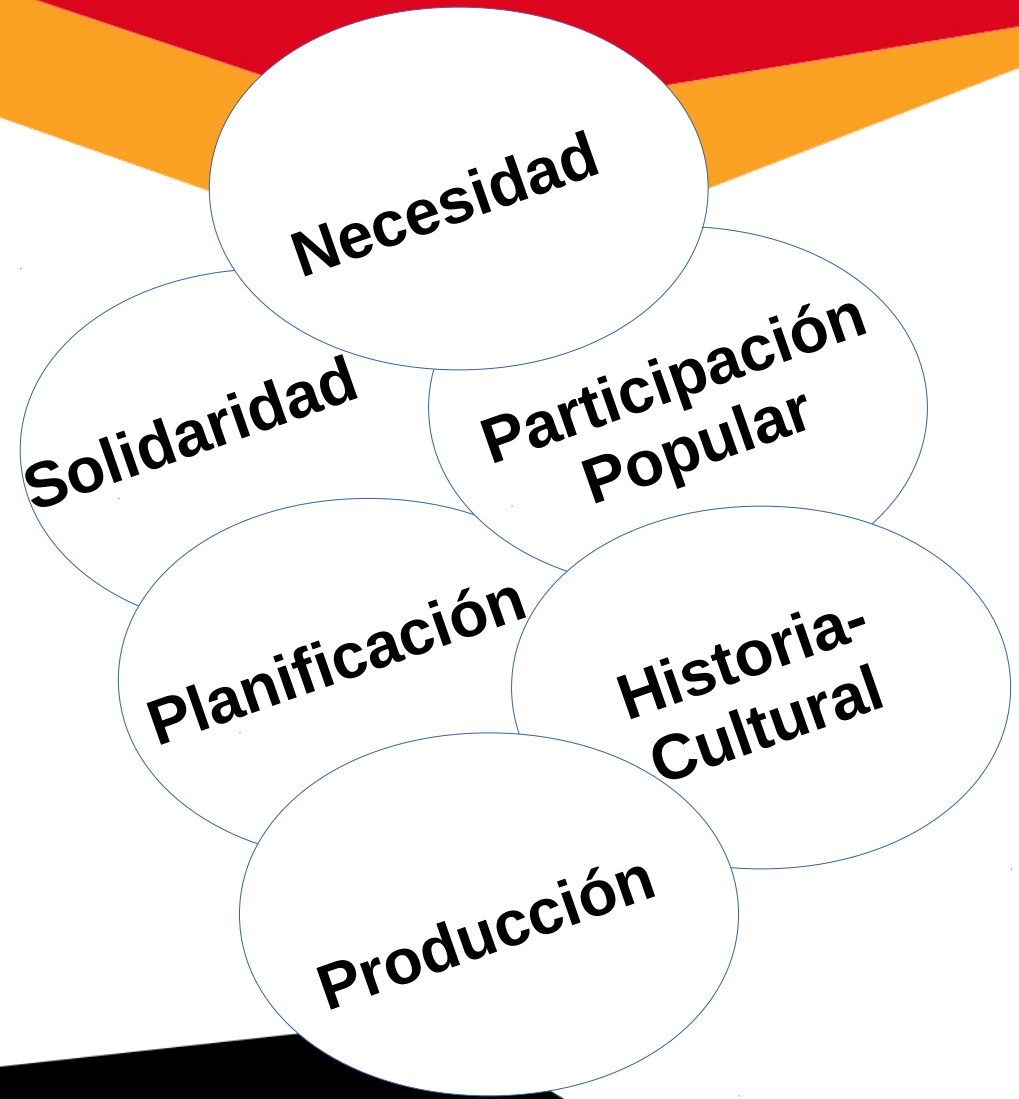 Necesidad
Solidaridad
Participación
Popular
Planificación
Historia-
Cultural
Producción